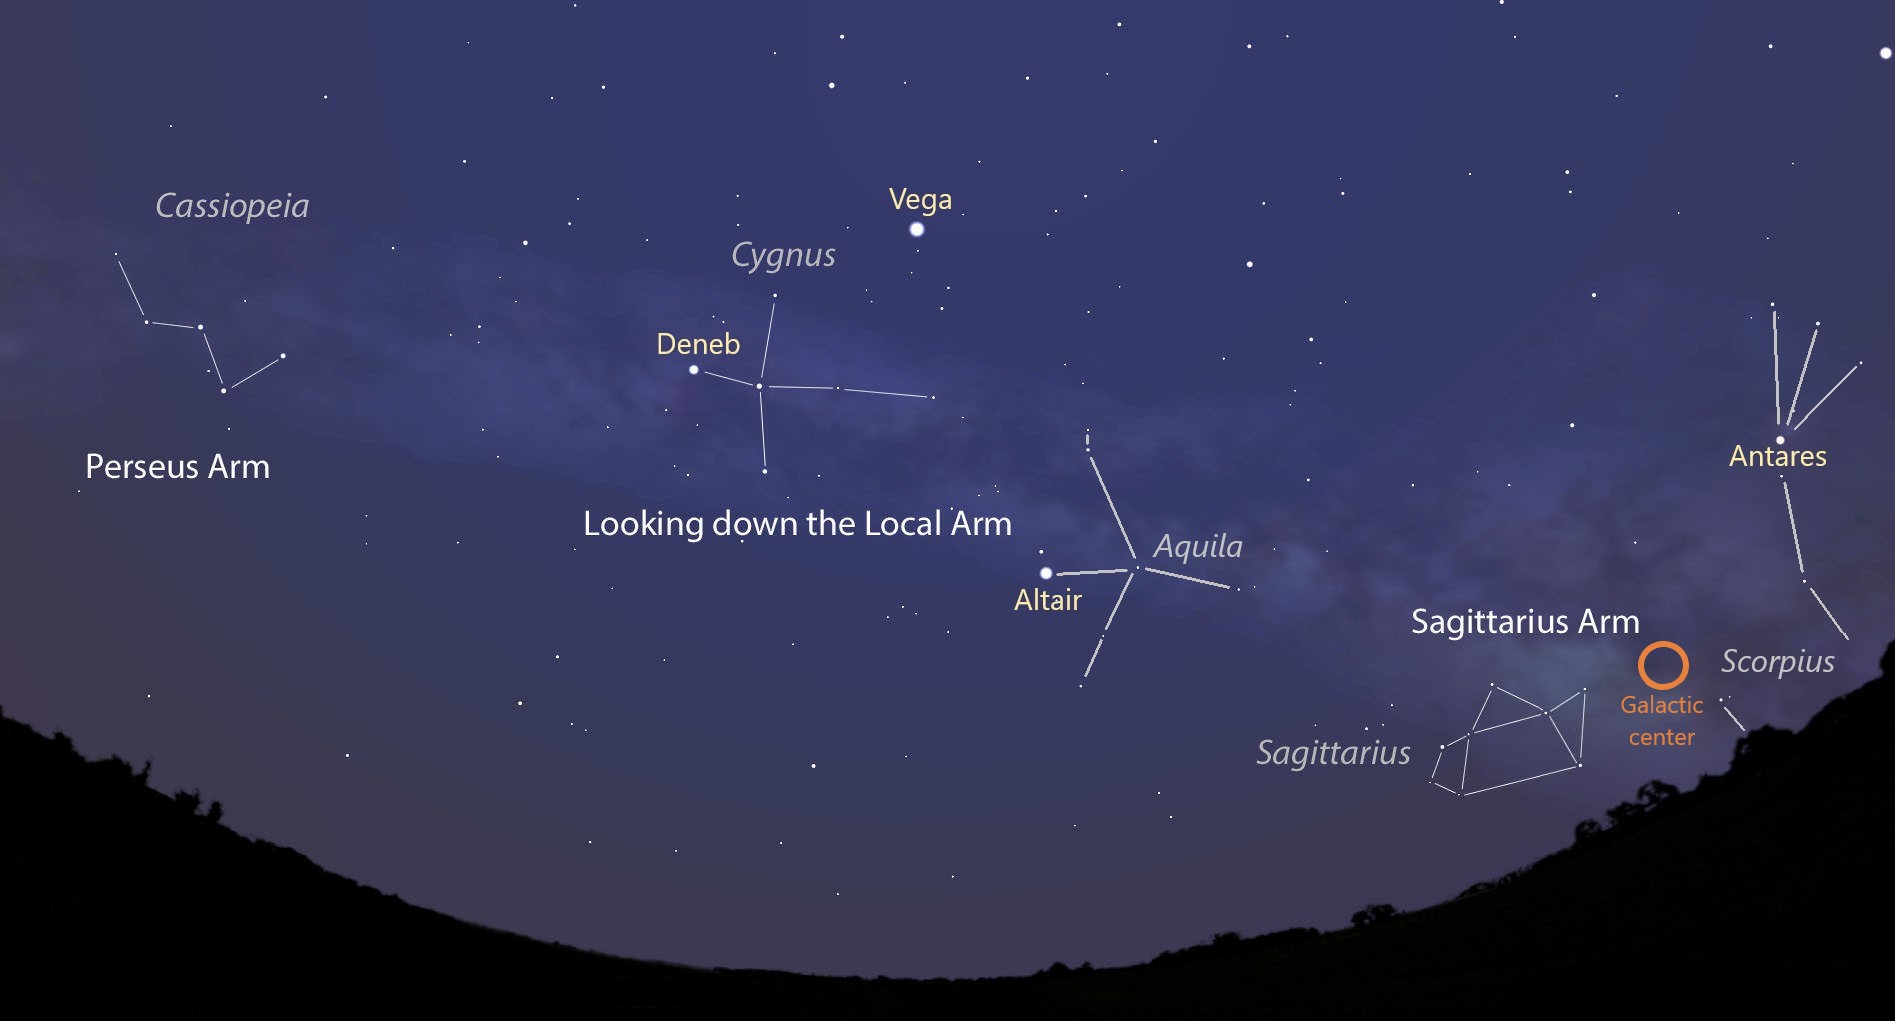 Vega
Cassiopeia
Cygnus
Deneb
Antares
Perseus Arm
Looking down the Local Arm
Aquila
Altair
Sagittarius Arm
Scorpius
Galactic
center
Sagittarius